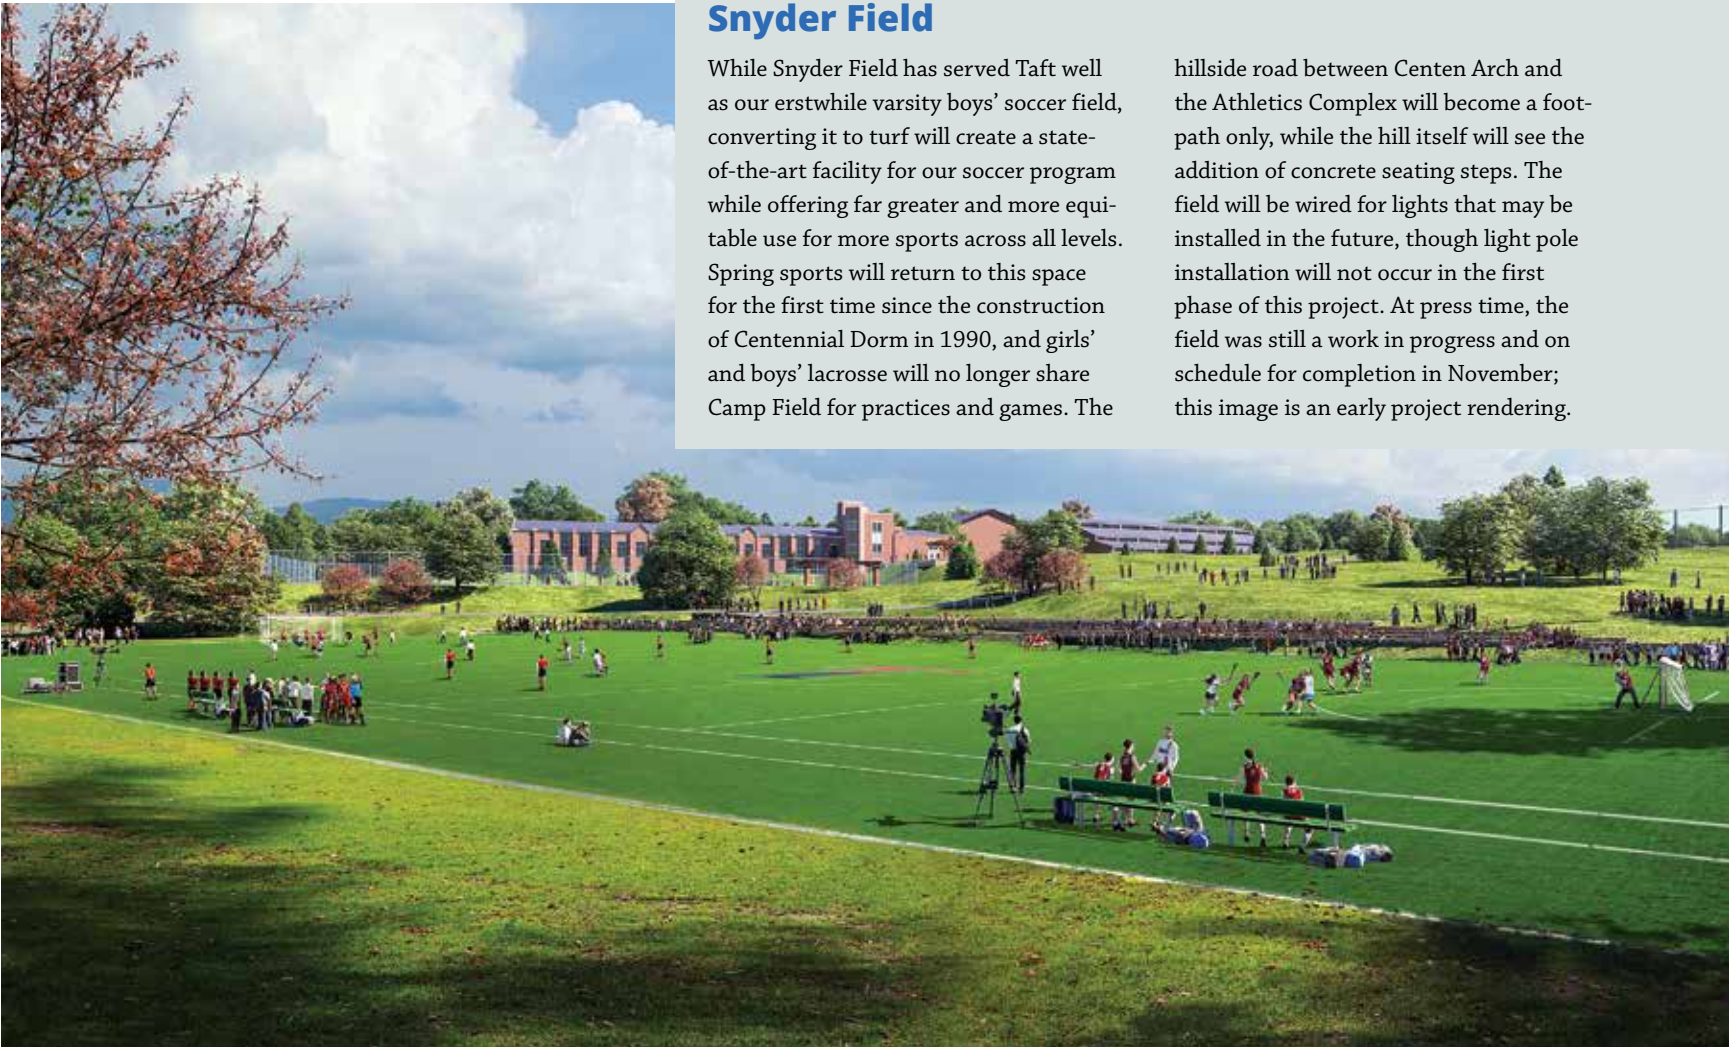 Snyder Field
While Snyder Field has served Taft well
as our erstwhile varsity boys’ soccer field,
converting it to turf will create a state-
of-the-art facility for our soccer program
while offering far greater and more equi-
table use for more sports across all levels.
Spring sports will return to this space
for the first time since the construction
of Centennial Dorm in 1990, and girls’
and boys’ lacrosse will no longer share
Camp Field for practices and games. The
hillside road between Centen Arch and
the Athletics Complex will become a foot-
path only, while the hill itself will see the
addition of concrete seating steps. The
field will be wired for lights that may be
installed in the future, though light pole
installation will not occur in the first
phase of this project. At press time, the
field was still a work in progress and on
schedule for completion in November;
this image is an early project rendering.